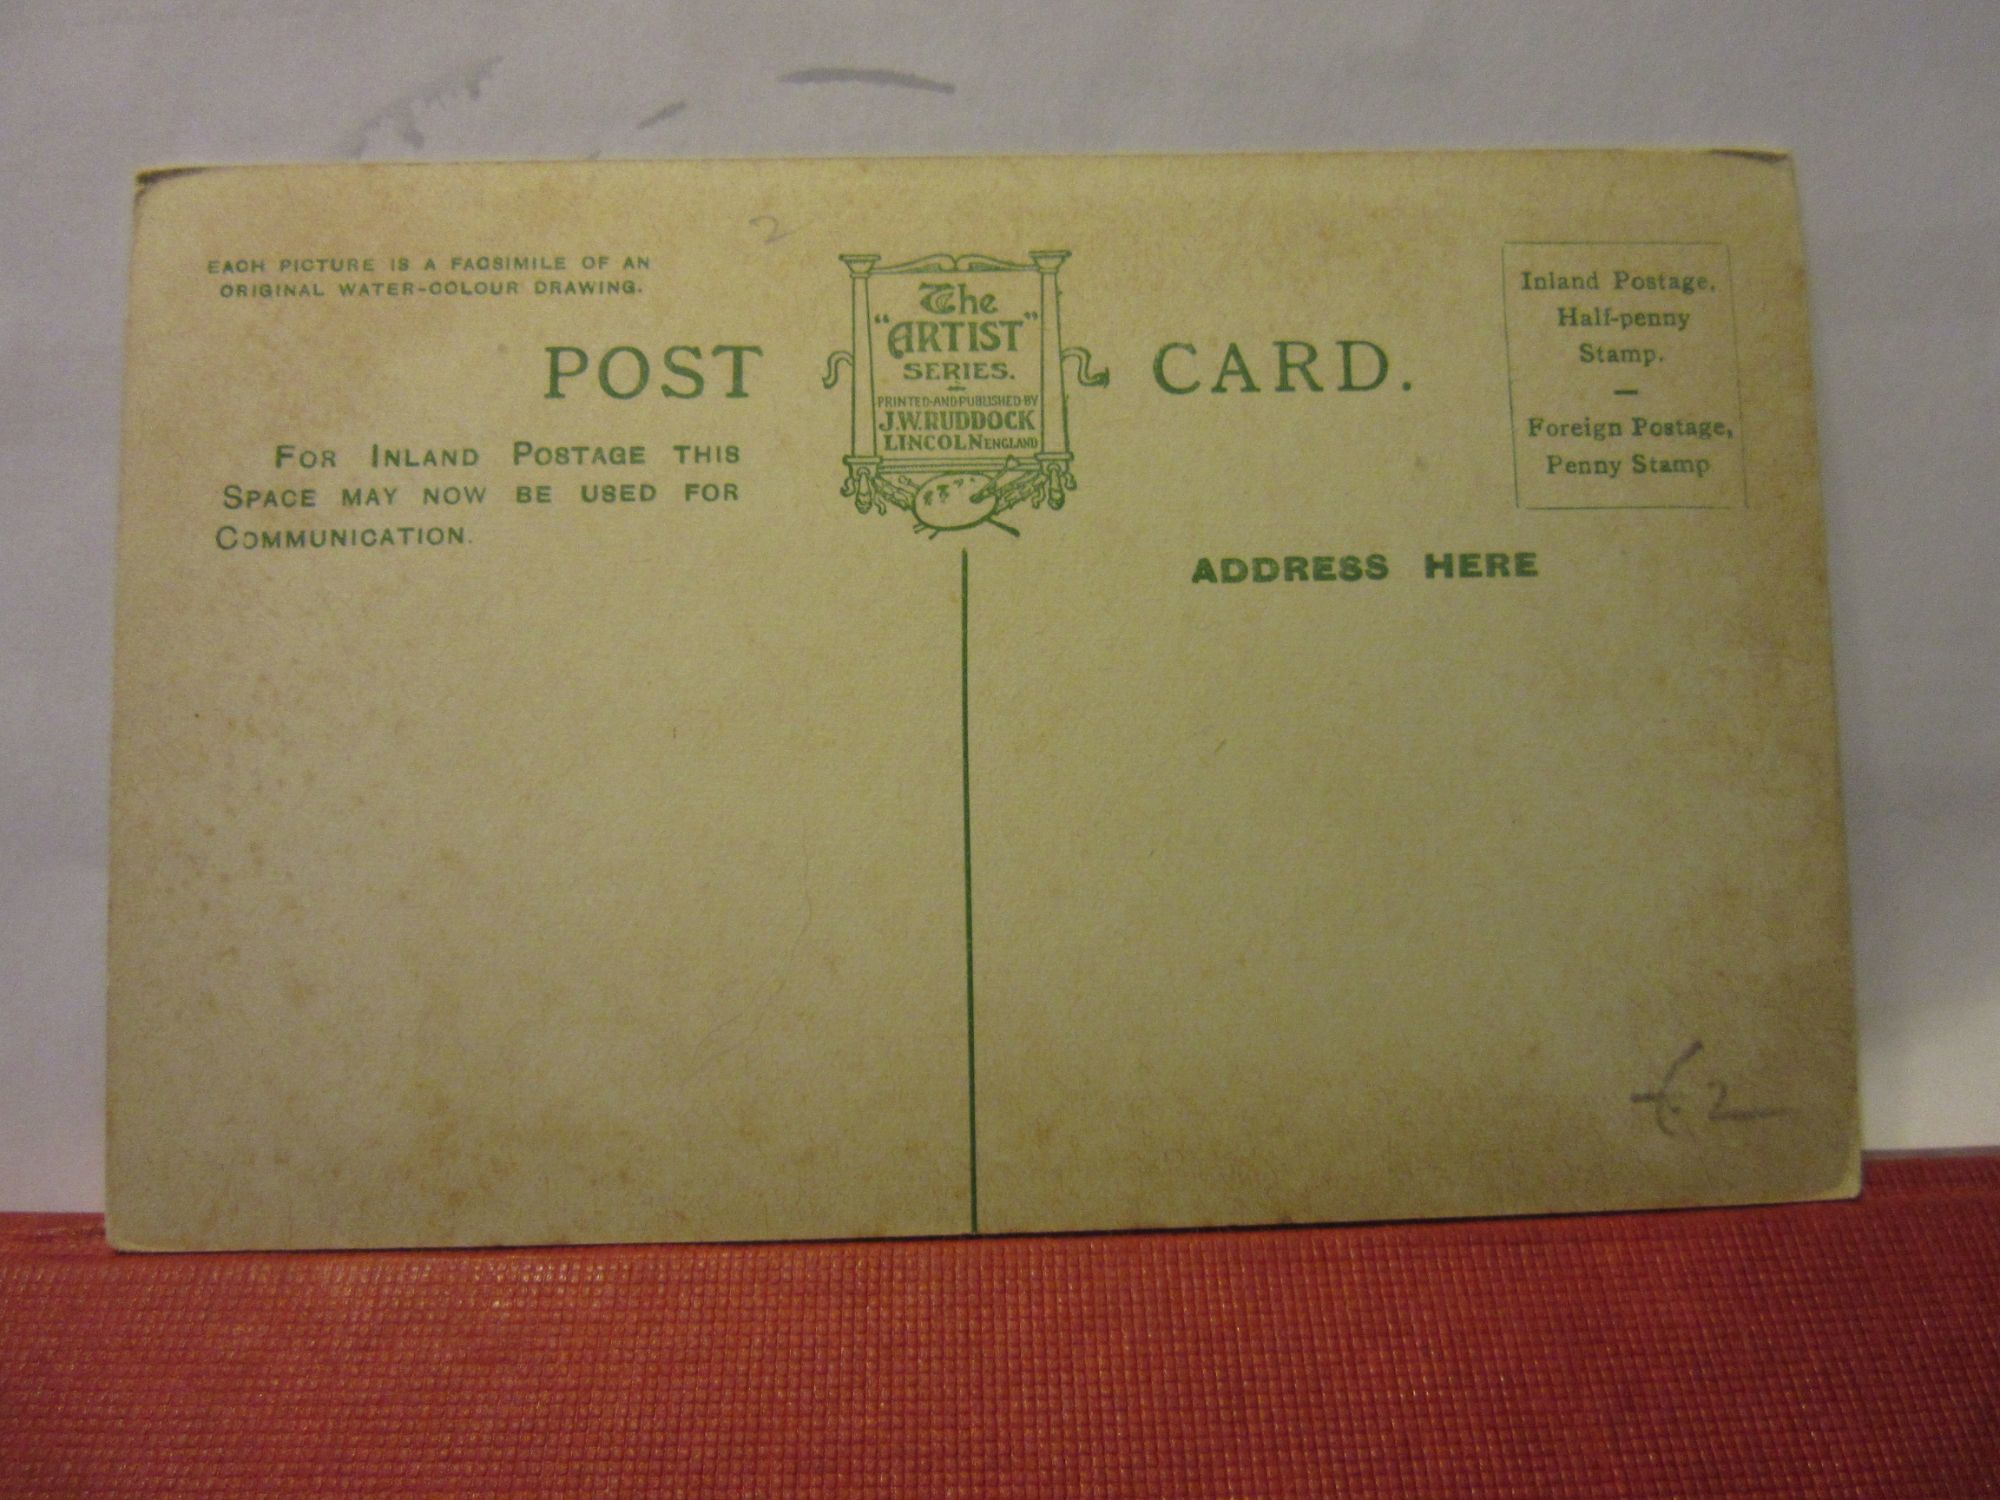 2
EACH PICTURE IS A FACSIMILE OF AN
ORIGINAL WATER-COLOUR DRAWING.
POST CARD.
The
"ARTIST"
SERIES.
PRINTED-AND-PUBLISHED-BY
J.W.RUDDOCK
LINCOLN ENGLAND
Inland Postage,
Half-penny
Stamp.
—
Foreign Postage,
Penny Stamp
FOR INLAND POSTAGE THIS
SPACE MAY NOW BE USED FOR
COMMUNICATION.
ADDRESS HERE
£2